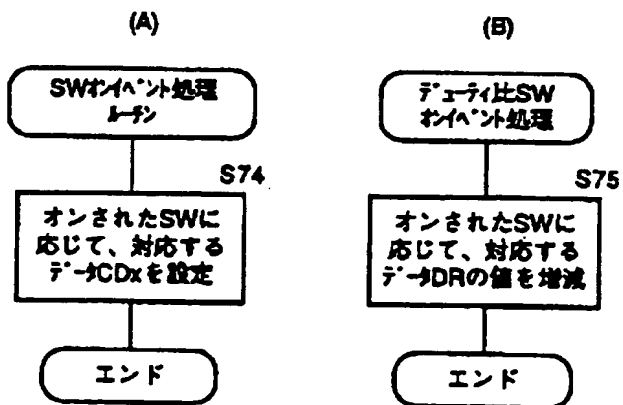 (A)
SWオンイベント処理
ルーチン
S74
オンされたSWに
応じて、対応する
データCDxを設定
エンド
(B)
デューティ比SW
オンイベント処理
S75
オンされたSWに
応じて、対応する
データDRの値を増減
エンド